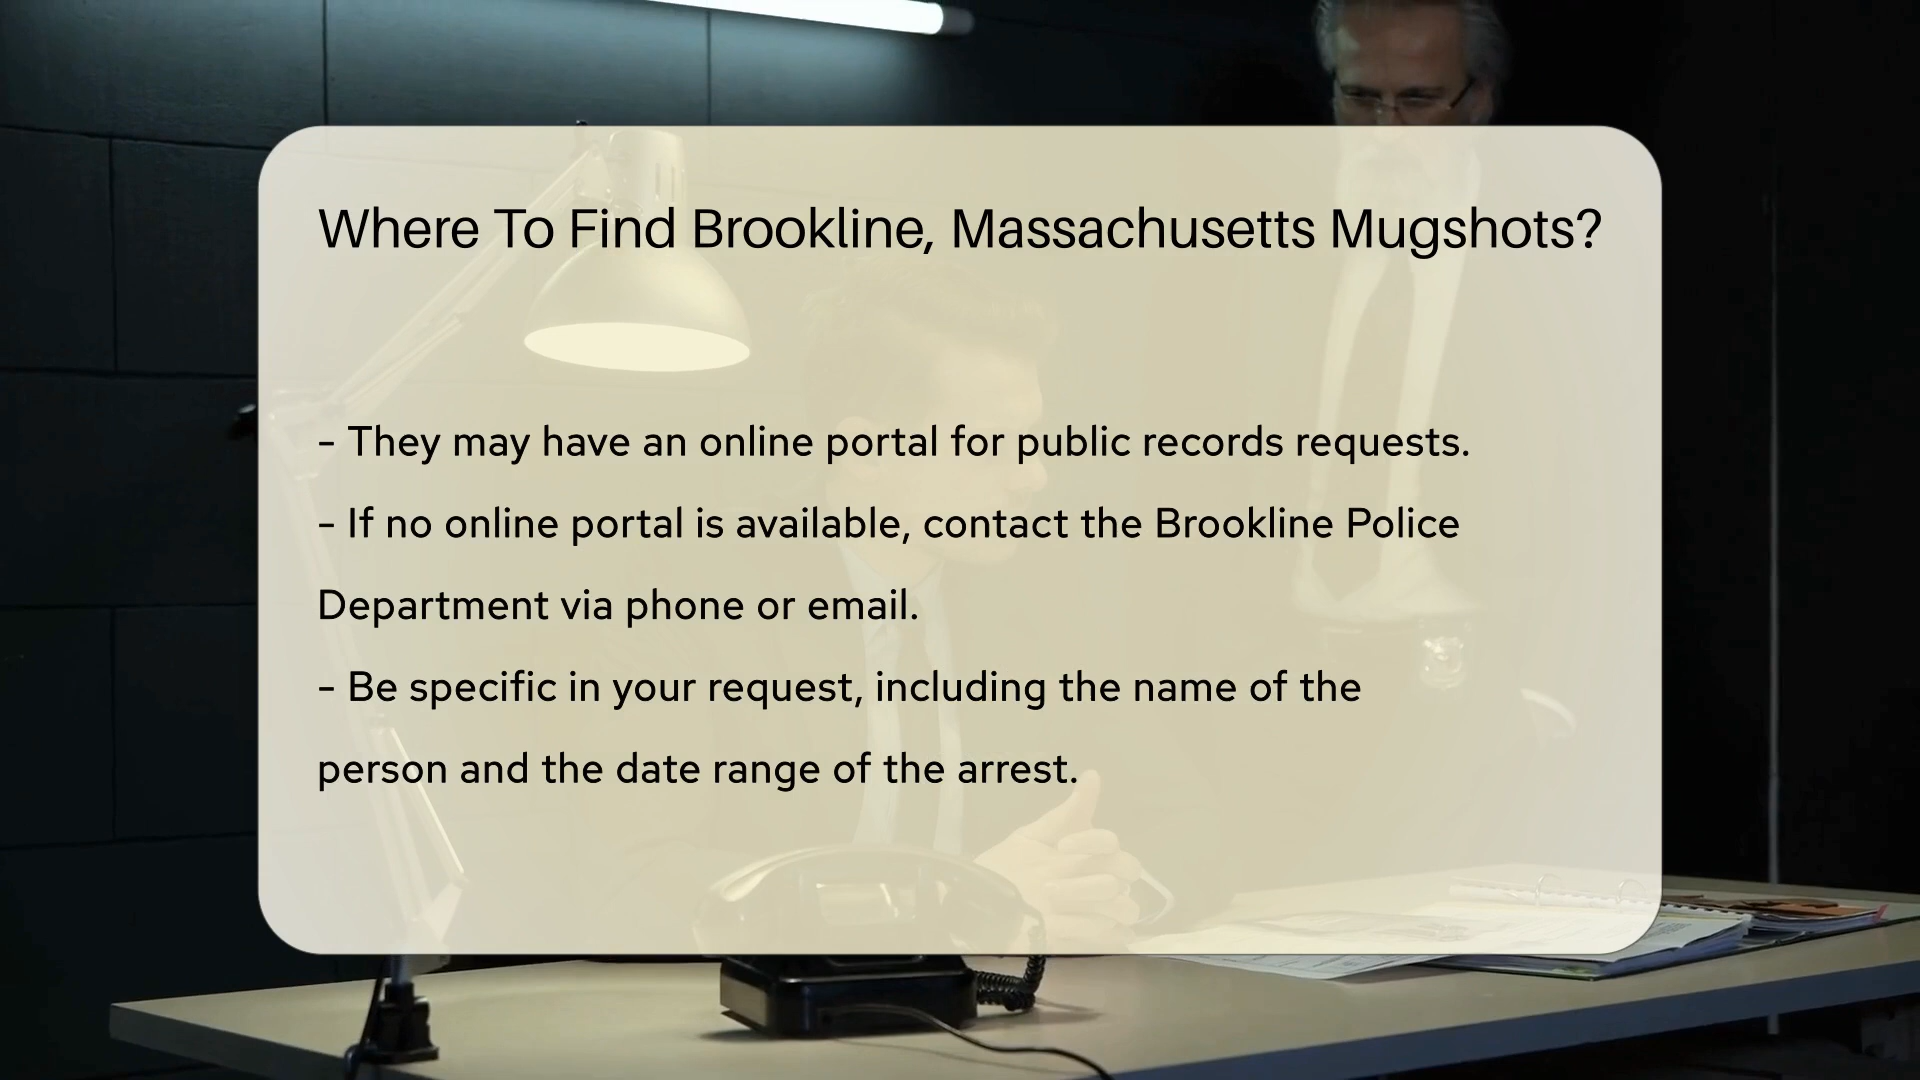 Where To Find Brookline, Massachusetts Mugshots?
- They may have an online portal for public records requests.
- If no online portal is available, contact the Brookline Police
Department via phone or email.
- Be specific in your request, including the name of the
person and the date range of the arrest.